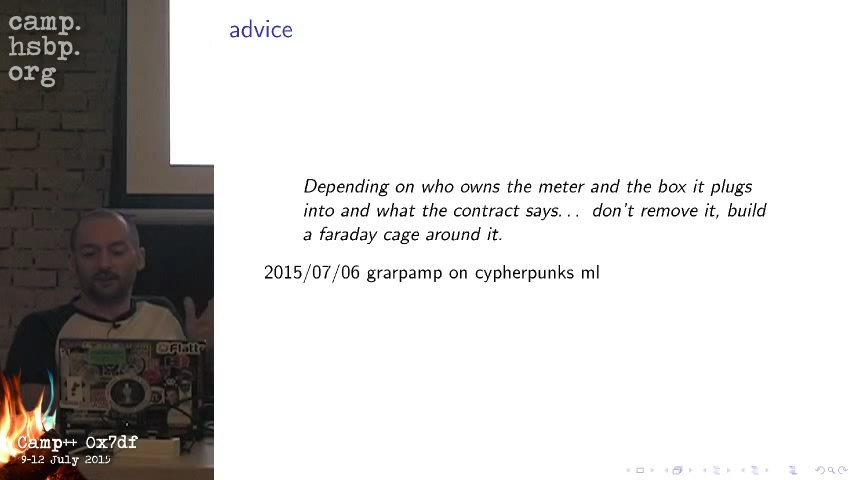 camp.
hsbp.
org
advice
Depending on who owns the meter and the box it plugs
into and what the contract says... don't remove it, build
a faraday cage around it.
2015/07/06 grarpamp on cypherpunks ml
Flattr
Camp++ 0x7df
9-12 July 2015